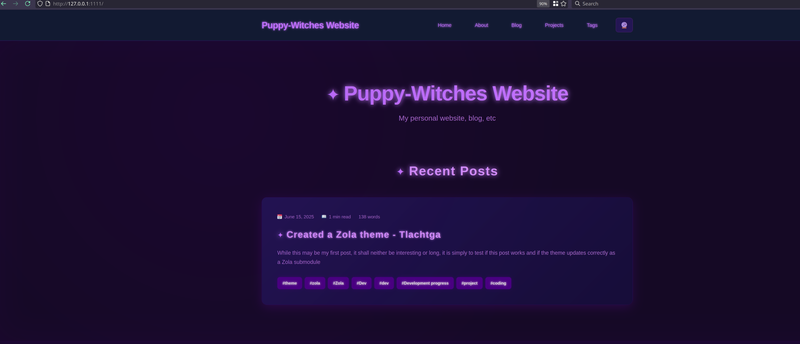 http://127.0.0.1:1111/
90%
Search
Puppy-Witches Website
Home
About
Blog
Projects
Tags
Puppy-Witches Website
My personal website, blog, etc
Recent Posts
June 15, 2025
1 min read
136 words
Created a Zola theme - Tlachtga
While this may be my first post, it shall neither be interesting or long, it is simply to test if this post works and if the theme updates correctly as
a Zola submodule
#theme #zola #Zola #Dev #dev #Development progress #project #coding